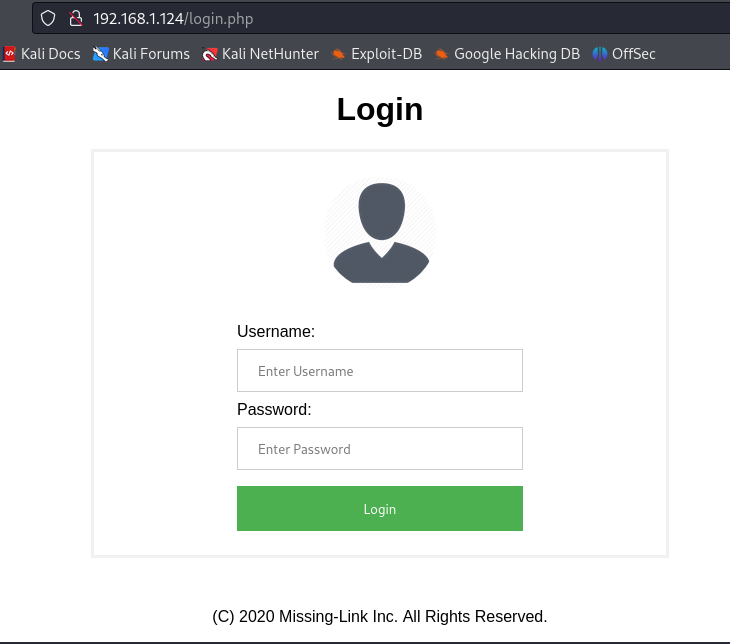 192.168.1.124/login.php
Kali Docs Kali Forums Kali NetHunter Exploit-DB Google Hacking DB OffSec
Login
Username:
Enter Username
Password:
Enter Password
Login
(C) 2020 Missing-Link Inc. All Rights Reserved.